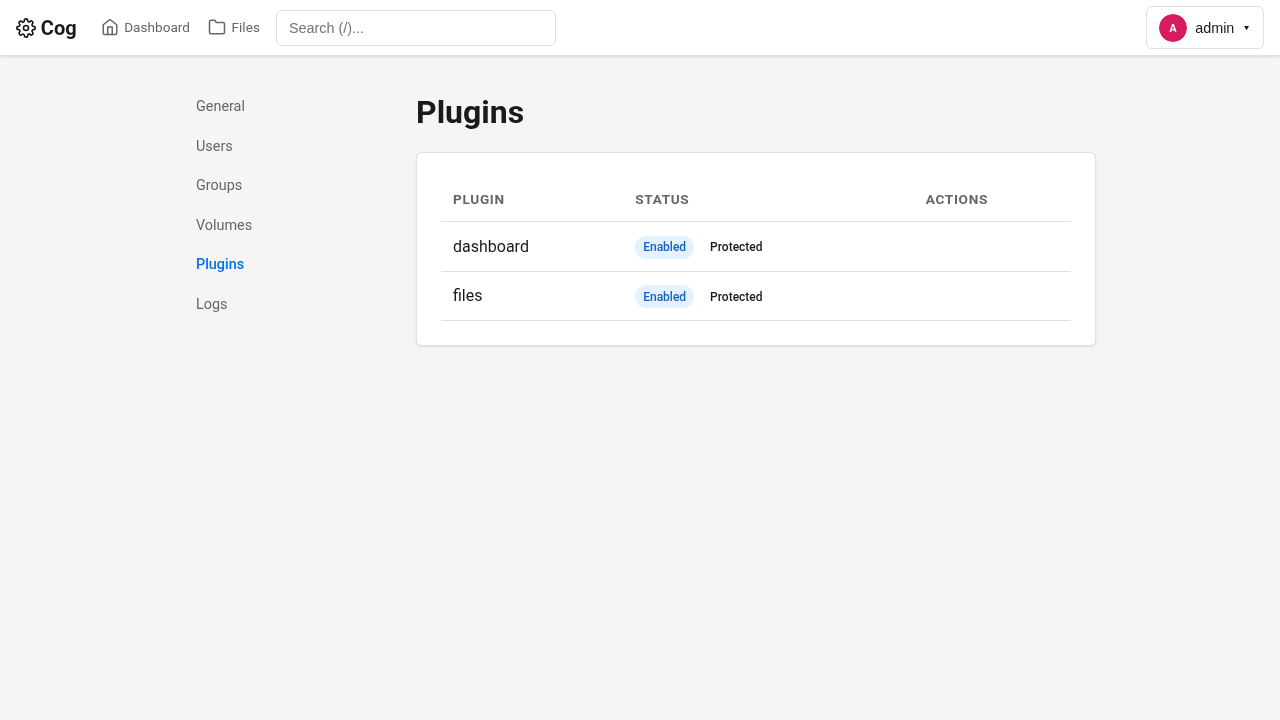 Cog Dashboard Files Search (/)... A admin
General
Users
Groups
Volumes
Plugins
Logs
Plugins
PLUGIN STATUS ACTIONS
dashboard Enabled Protected
files Enabled Protected